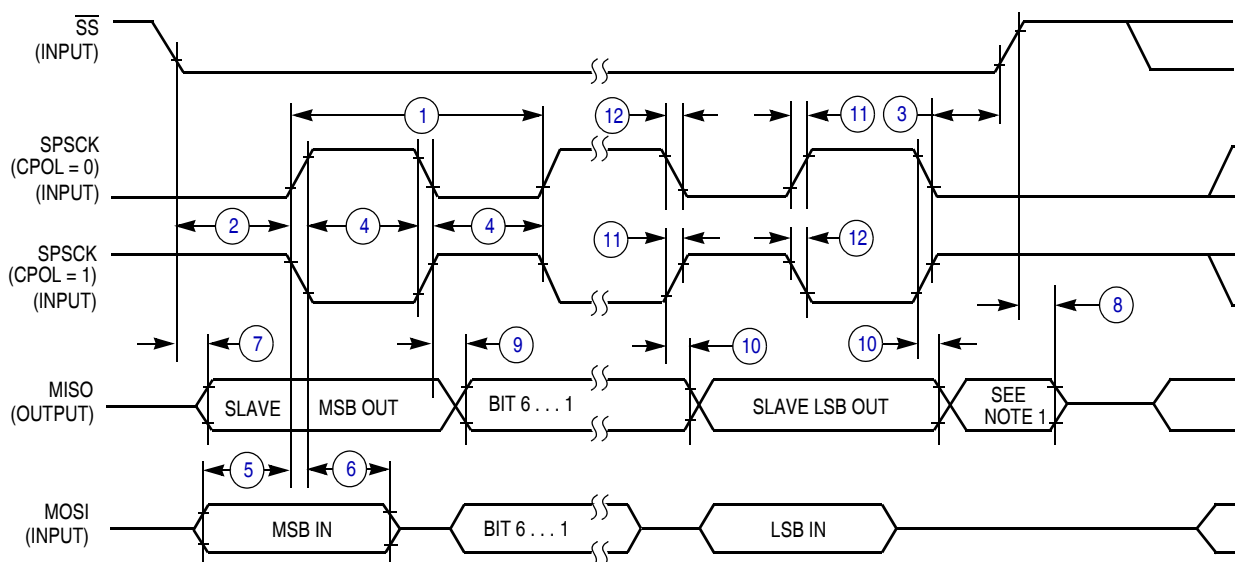 SS
(INPUT)
1
12
11
3
SPSCK
(CPOL = 0)
(INPUT)
2
4
4
11
12
SPSCK
(CPOL = 1)
(INPUT)
7
9
10
10
8
MISO
(OUTPUT)
SLAVE MSB OUT
BIT 6 . . . 1
SLAVE LSB OUT
SEE
NOTE 1
5
6
MOSI
(INPUT)
MSB IN
BIT 6 . . . 1
LSB IN